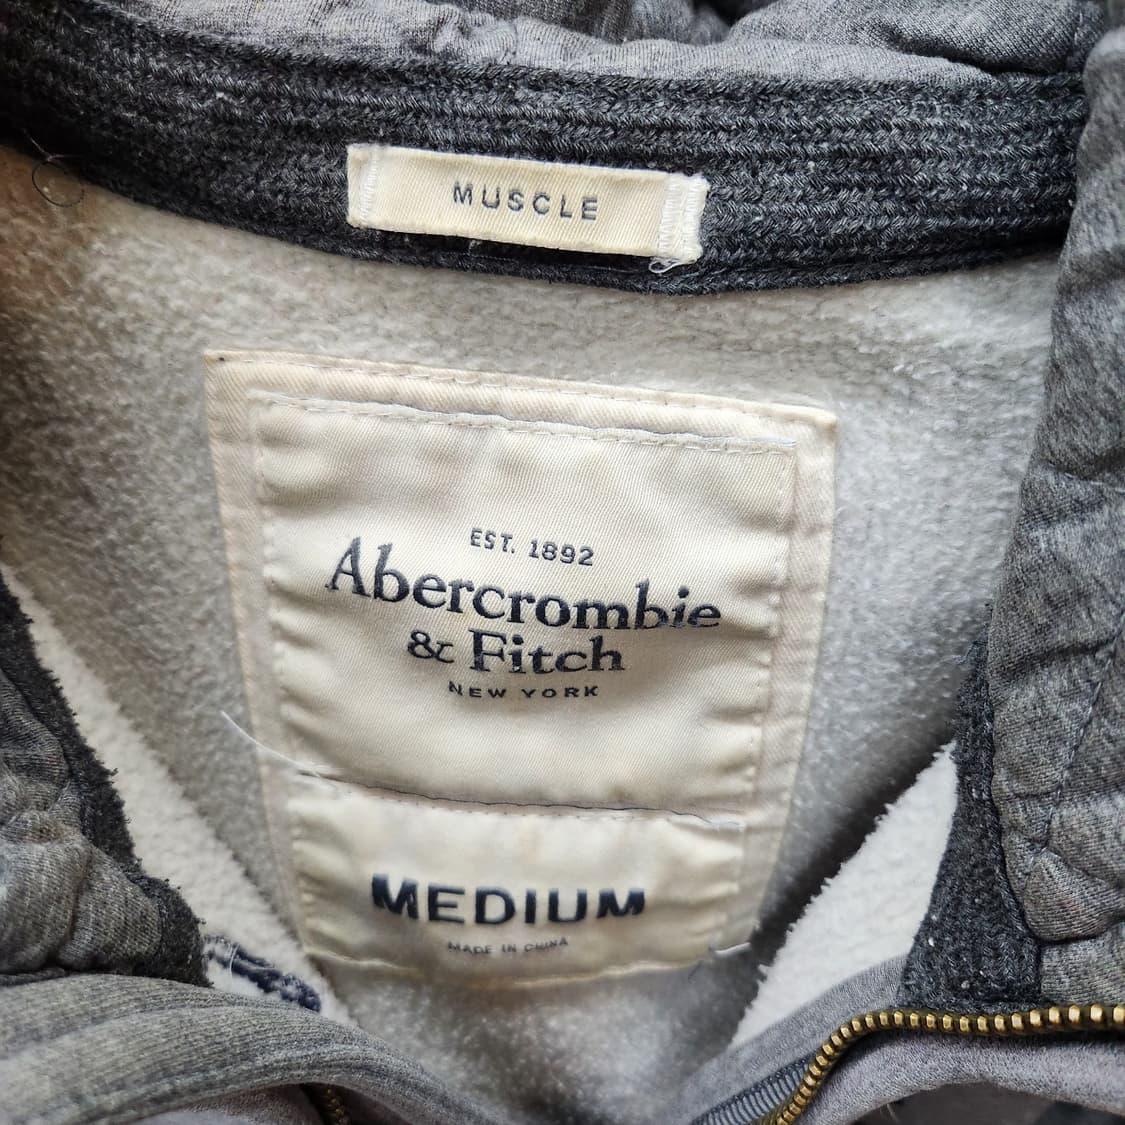 MUSCLE
EST. 1892
Abercrombie
& Fitch
NEW YORK
MEDIUM
MADE IN CHINA